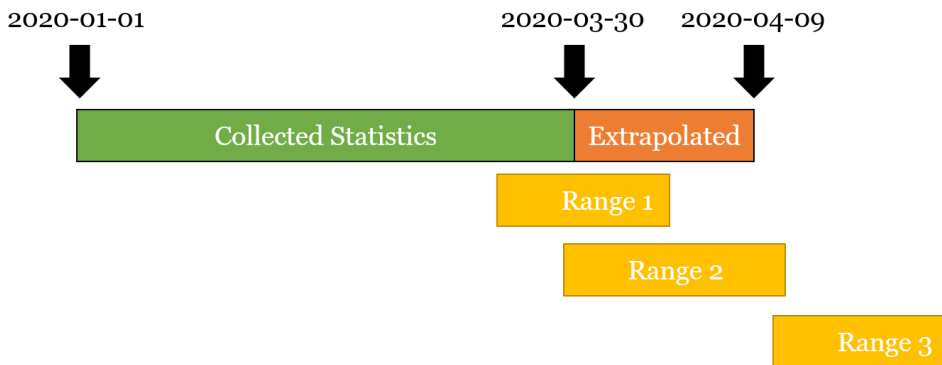 2020-01-01 2020-03-30 2020-04-09
Collected Statistics Extrapolated
Range 1
Range 2
Range 3